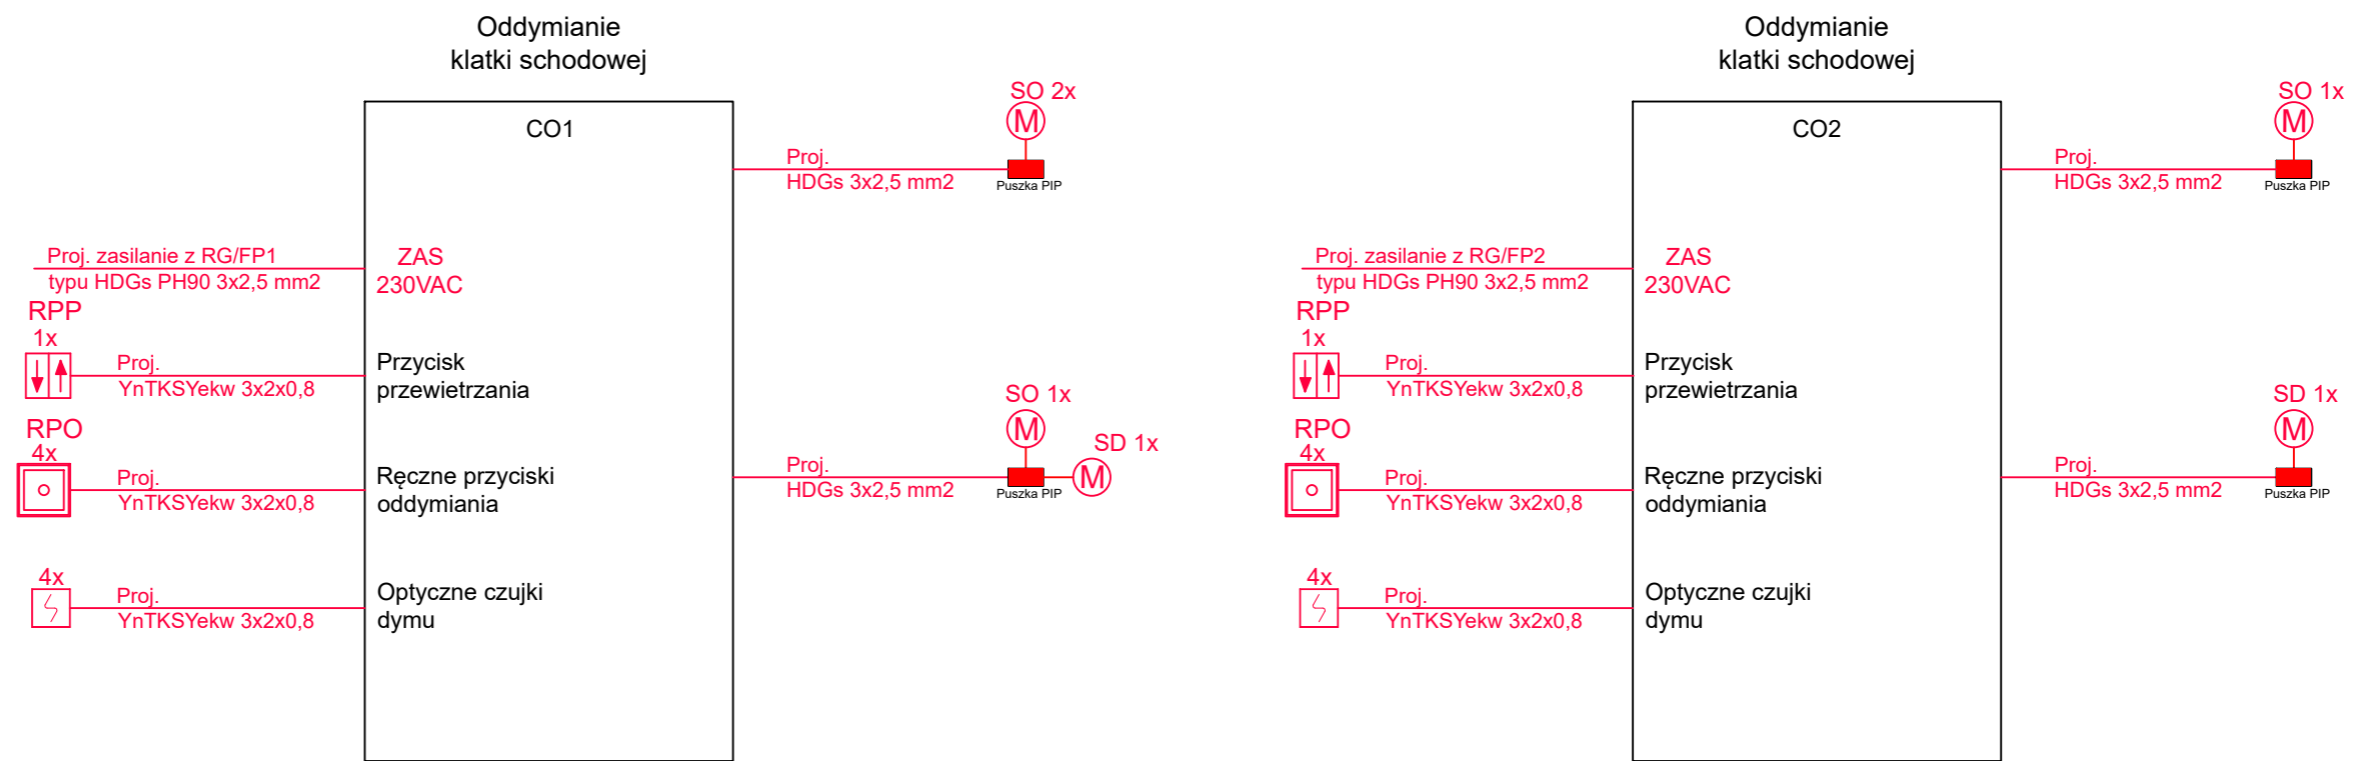 Oddymianie
klatki schodowej
CO1
SO 2x
M
Proj.
HDGs 3x2,5 mm2
Puszka PIP
Proj. zasilanie z RG/FP1
typu HDGs PH90 3x2,5 mm2
ZAS
230VAC
RPP
1x
Proj.
YnTKSYekw 3x2x0,8
Przycisk
przewietrzania
RPO
4x
Proj.
YnTKSYekw 3x2x0,8
Ręczne przyciski
oddymiania
SO 1x
M
SD 1x
M
Proj.
HDGs 3x2,5 mm2
Puszka PIP
4x
Proj.
YnTKSYekw 3x2x0,8
Optyczne czujki
dymu
Oddymianie
klatki schodowej
CO2
SO 1x
M
Proj.
HDGs 3x2,5 mm2
Puszka PIP
Proj. zasilanie z RG/FP2
typu HDGs PH90 3x2,5 mm2
ZAS
230VAC
RPP
1x
Proj.
YnTKSYekw 3x2x0,8
Przycisk
przewietrzania
RPO
4x
Proj.
YnTKSYekw 3x2x0,8
Ręczne przyciski
oddymiania
SD 1x
M
Proj.
HDGs 3x2,5 mm2
Puszka PIP
4x
Proj.
YnTKSYekw 3x2x0,8
Optyczne czujki
dymu